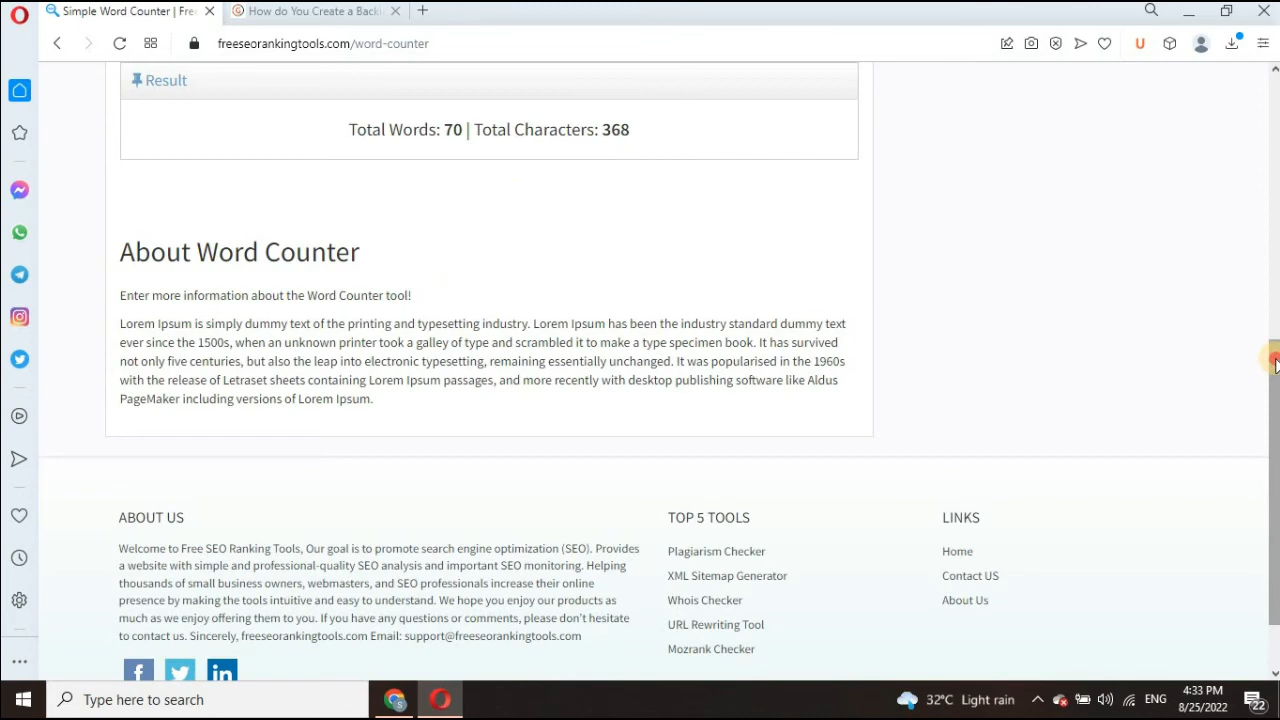 Simple Word Counter | Fre
How do You Create a Back
freeseorankingtools.com/word-counter
Result
Total Words: 70 | Total Characters: 368
About Word Counter
Enter more information about the Word Counter tool!
Lorem Ipsum is simply dummy text of the printing and typesetting industry. Lorem Ipsum has been the industry standard dummy text
ever since the 1500s, when an unknown printer took a galley of type and scrambled it to make a type specimen book. It has survived
not only five centuries, but also the leap into electronic typesetting, remaining essentially unchanged. It was popularised in the 1960s
with the release of Letraset sheets containing Lorem Ipsum passages, and more recently with desktop publishing software like Aldus
PageMaker including versions of Lorem Ipsum.
ABOUT US
Welcome to Free SEO Ranking Tools, Our goal is to promote search engine optimization (SEO). Provides
a website with simple and professional-quality SEO analysis and important SEO monitoring. Helping
thousands of small business owners, webmasters, and SEO professionals increase their online
presence by making the tools intuitive and easy to understand. We hope you enjoy our products as
much as we enjoy offering them to you. If you have any questions or comments, please don't hesitate
to contact us. Sincerely, freeseorankingtools.com Email: support@freeseorankingtools.com
TOP 5 TOOLS
Plagiarism Checker
XML Sitemap Generator
Whois Checker
URL Rewriting Tool
Mozrank Checker
LINKS
Home
Contact US
About Us
Type here to search
32°C Light rain
ENG
4:33 PM
8/25/2022
22